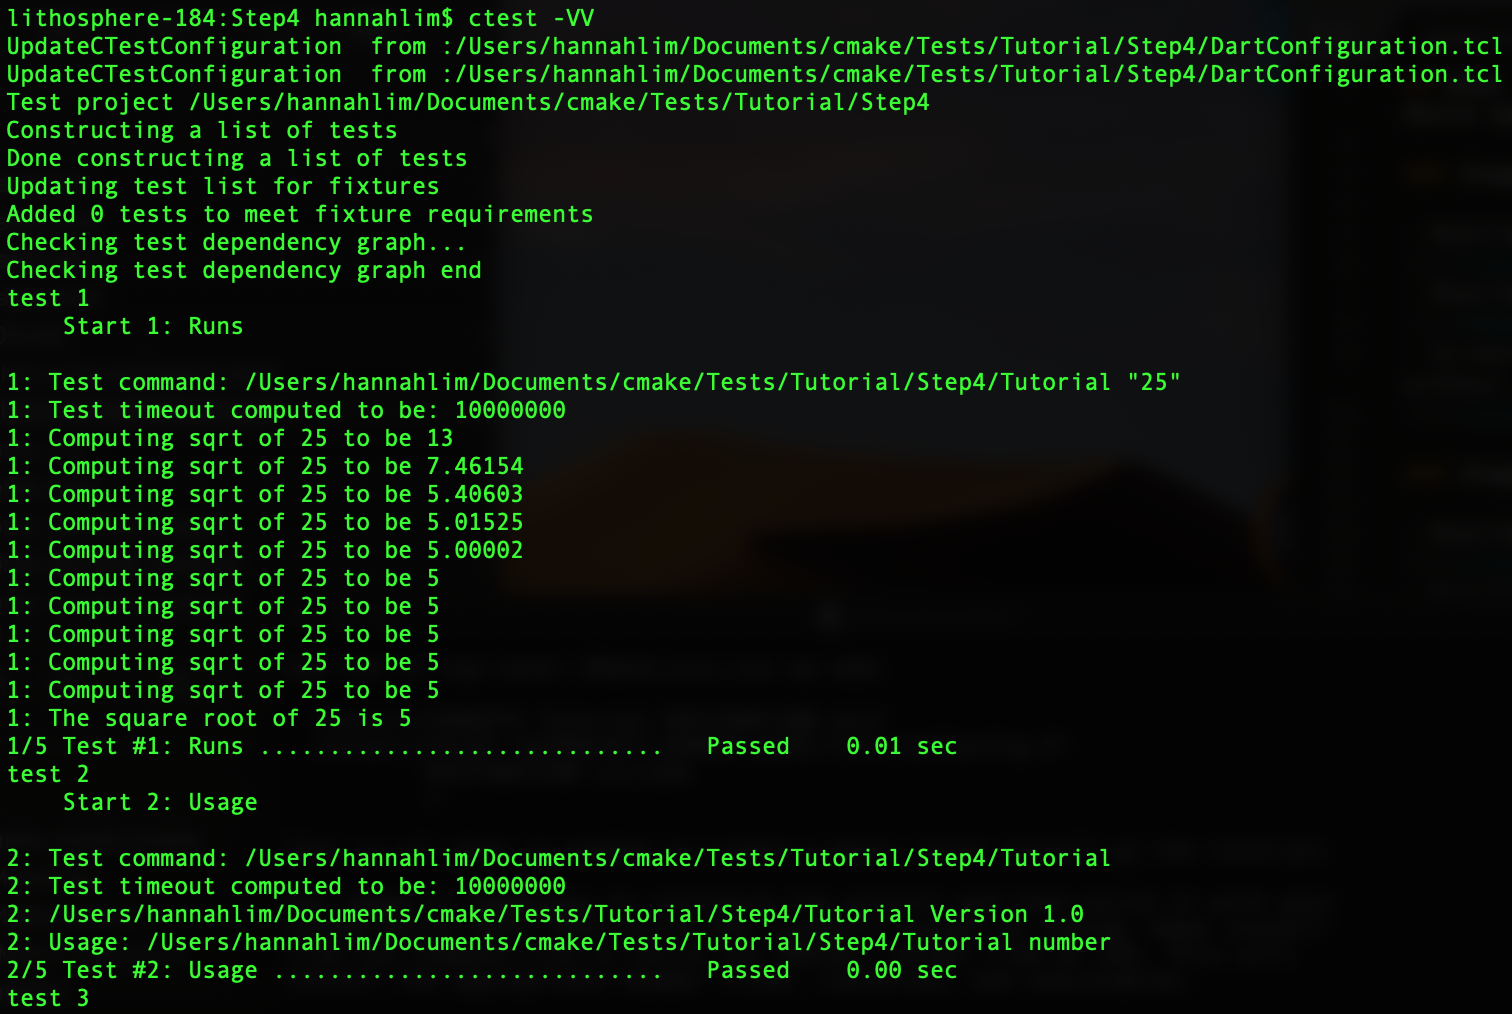 lithosphere-184:Step4 hannahlim$ ctest -VV
UpdateCTestConfiguration  from :/Users/hannahlim/Documents/cmake/Tests/Tutorial/Step4/DartConfiguration.tcl
UpdateCTestConfiguration  from :/Users/hannahlim/Documents/cmake/Tests/Tutorial/Step4/DartConfiguration.tcl
Test project /Users/hannahlim/Documents/cmake/Tests/Tutorial/Step4
Constructing a list of tests
Done constructing a list of tests
Updating test list for fixtures
Added 0 tests to meet fixture requirements
Checking test dependency graph...
Checking test dependency graph end
test 1
    Start 1: Runs

1: Test command: /Users/hannahlim/Documents/cmake/Tests/Tutorial/Step4/Tutorial "25"
1: Test timeout computed to be: 10000000
1: Computing sqrt of 25 to be 13
1: Computing sqrt of 25 to be 7.46154
1: Computing sqrt of 25 to be 5.40603
1: Computing sqrt of 25 to be 5.01525
1: Computing sqrt of 25 to be 5.00002
1: Computing sqrt of 25 to be 5
1: Computing sqrt of 25 to be 5
1: Computing sqrt of 25 to be 5
1: Computing sqrt of 25 to be 5
1: Computing sqrt of 25 to be 5
1: The square root of 25 is 5
1/5 Test #1: Runs .............................   Passed    0.01 sec
test 2
    Start 2: Usage

2: Test command: /Users/hannahlim/Documents/cmake/Tests/Tutorial/Step4/Tutorial
2: Test timeout computed to be: 10000000
2: /Users/hannahlim/Documents/cmake/Tests/Tutorial/Step4/Tutorial Version 1.0
2: Usage: /Users/hannahlim/Documents/cmake/Tests/Tutorial/Step4/Tutorial number
2/5 Test #2: Usage ............................   Passed    0.00 sec
test 3